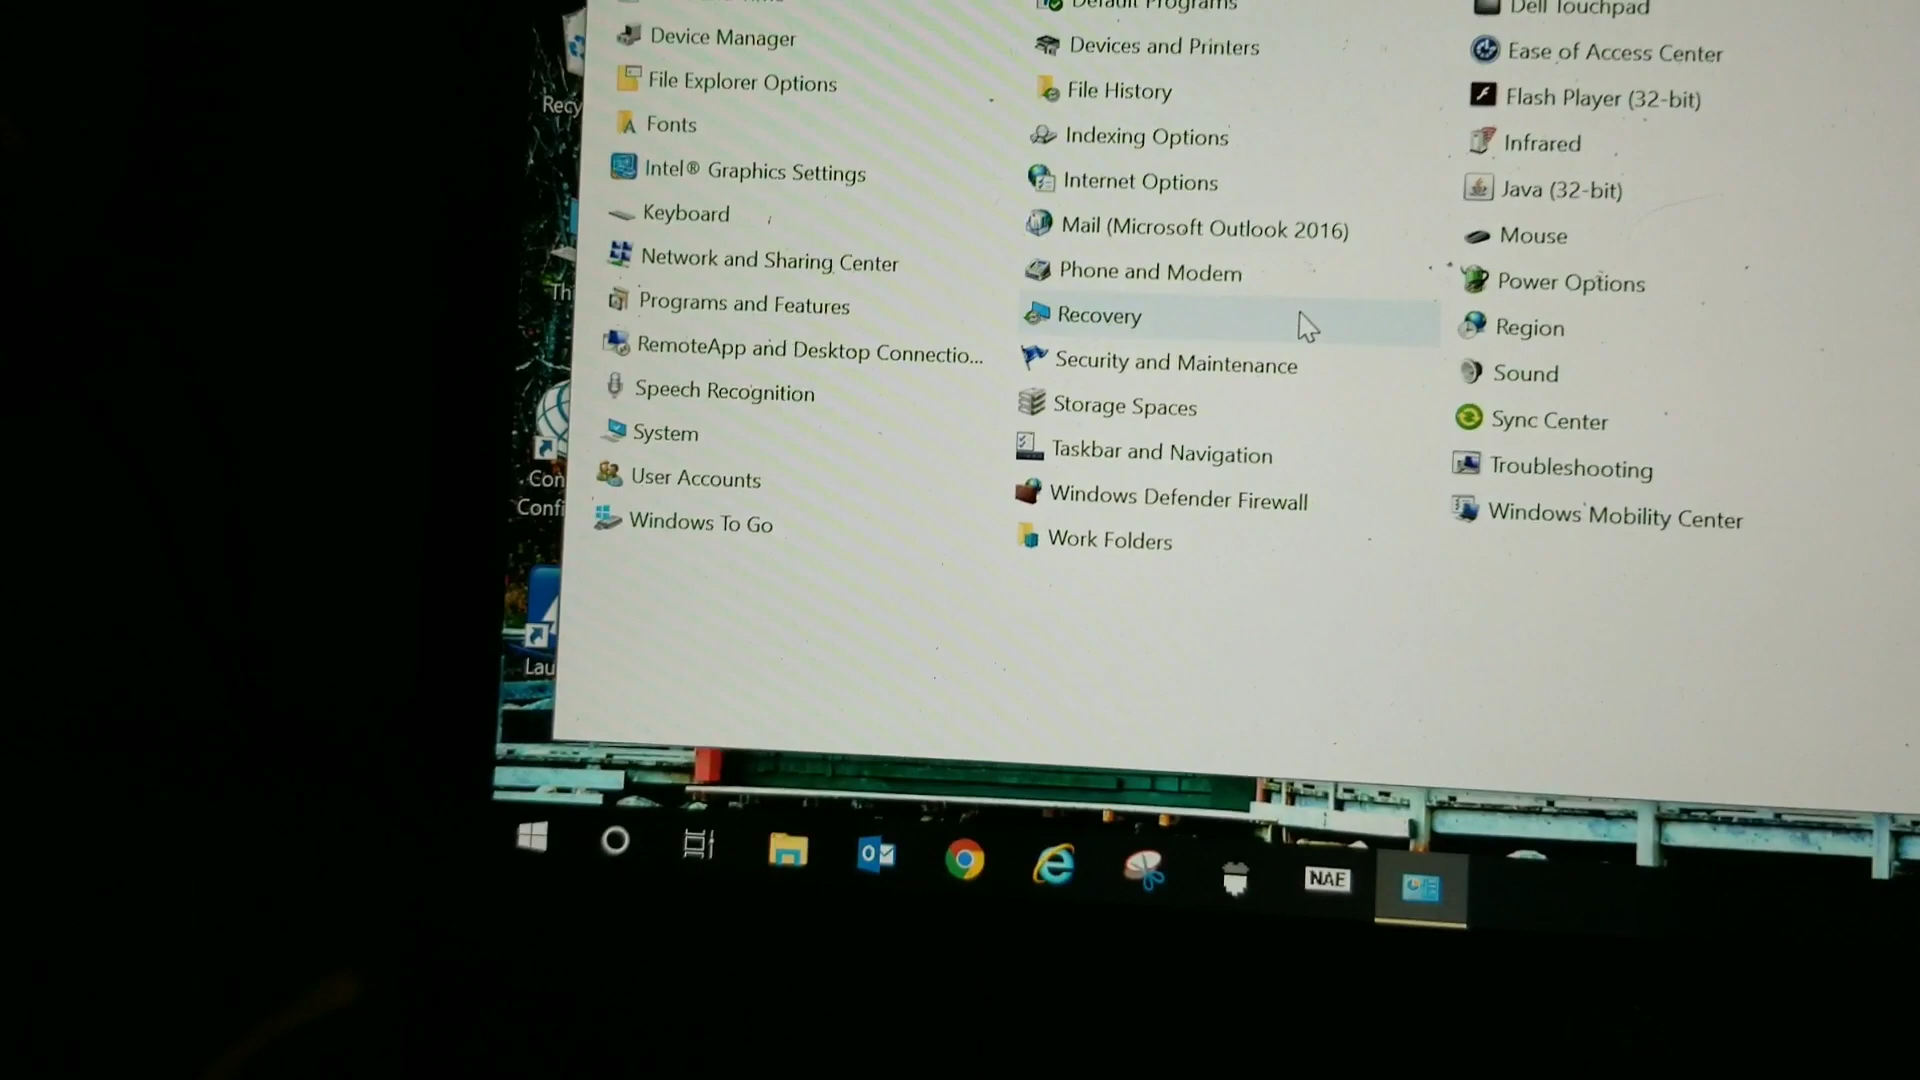 Device Manager
File Explorer Options
Fonts
Intel® Graphics Settings
Keyboard
Network and Sharing Center
Programs and Features
RemoteApp and Desktop Connectio...
Speech Recognition
System
User Accounts
Windows To Go
Default Programs
Devices and Printers
File History
Indexing Options
Internet Options
Mail (Microsoft Outlook 2016)
Phone and Modem
Recovery
Security and Maintenance
Storage Spaces
Taskbar and Navigation
Windows Defender Firewall
Work Folders
Dell Touchpad
Ease of Access Center
Flash Player (32-bit)
Infrared
Java (32-bit)
Mouse
Power Options
Region
Sound
Sync Center
Troubleshooting
Windows Mobility Center
Recy
Th
Con
Confi
Lau
NAE